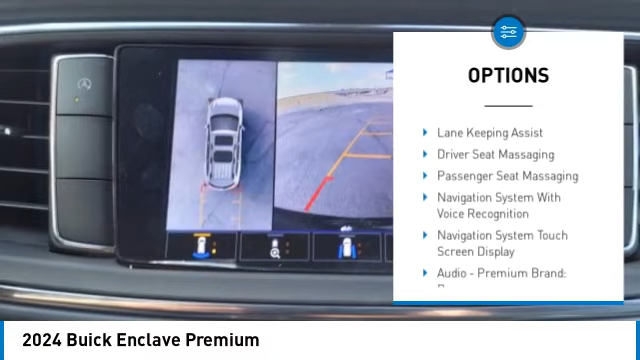 OPTIONS
Lane Keeping Assist
Driver Seat Massaging
Passenger Seat Massaging
Navigation System With
Voice Recognition
Navigation System Touch
Screen Display
Audio - Premium Brand:
2024 Buick Enclave Premium